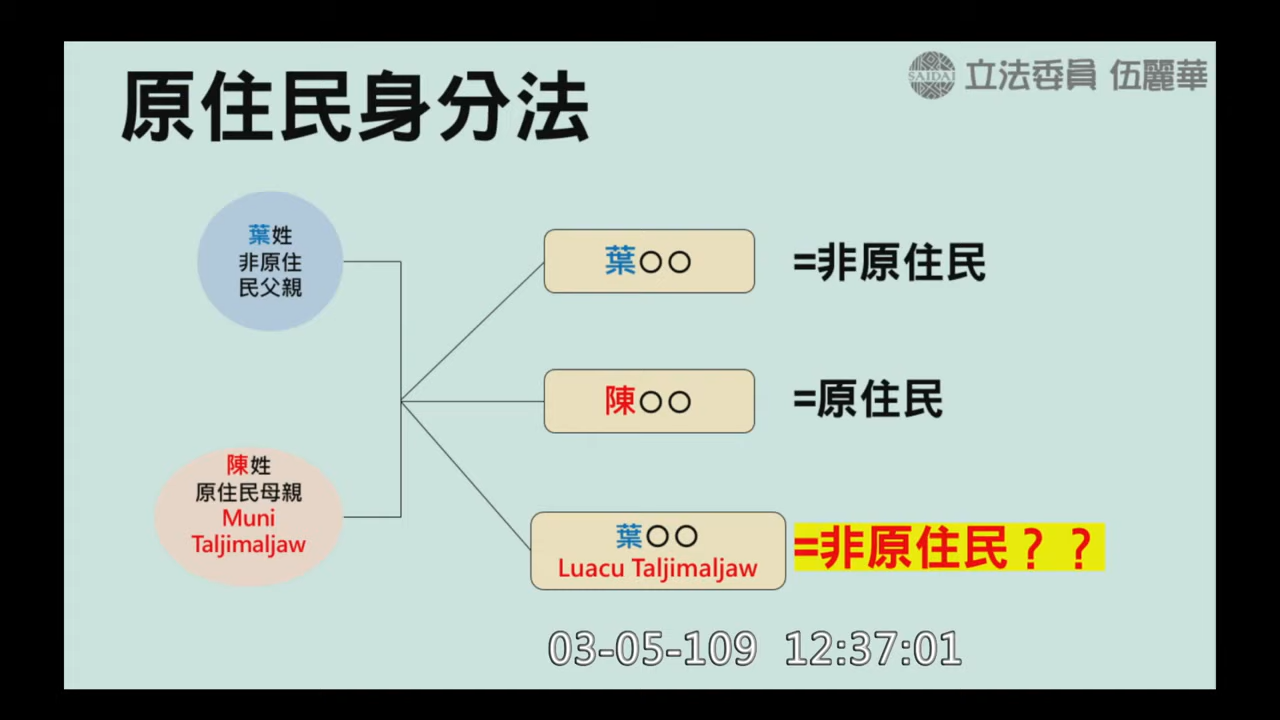 原住民身分法
SAIDAI
立法委員 伍麗華
葉姓
非原住
民父親
葉○○
=非原住民
陳○○
=原住民
陳姓
原住民母親
Muni
Taljimaljaw
葉○○
Luacu Taljimaljaw
=非原住民？？
03-05-109 12:37:01